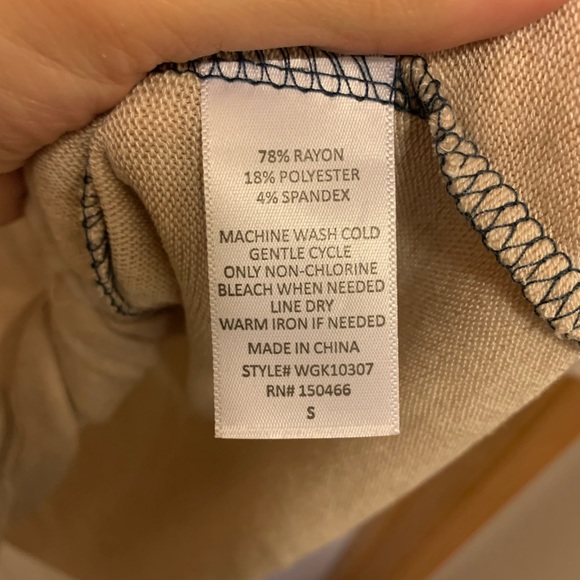 78% RAYON
18% POLYESTER
4% SPANDEX
MACHINE WASH COLD
GENTLE CYCLE
ONLY NON-CHLORINE
BLEACH WHEN NEEDED
LINE DRY
WARM IRON IF NEEDED
MADE IN CHINA
STYLE# WGK10307
RN# 150466
S